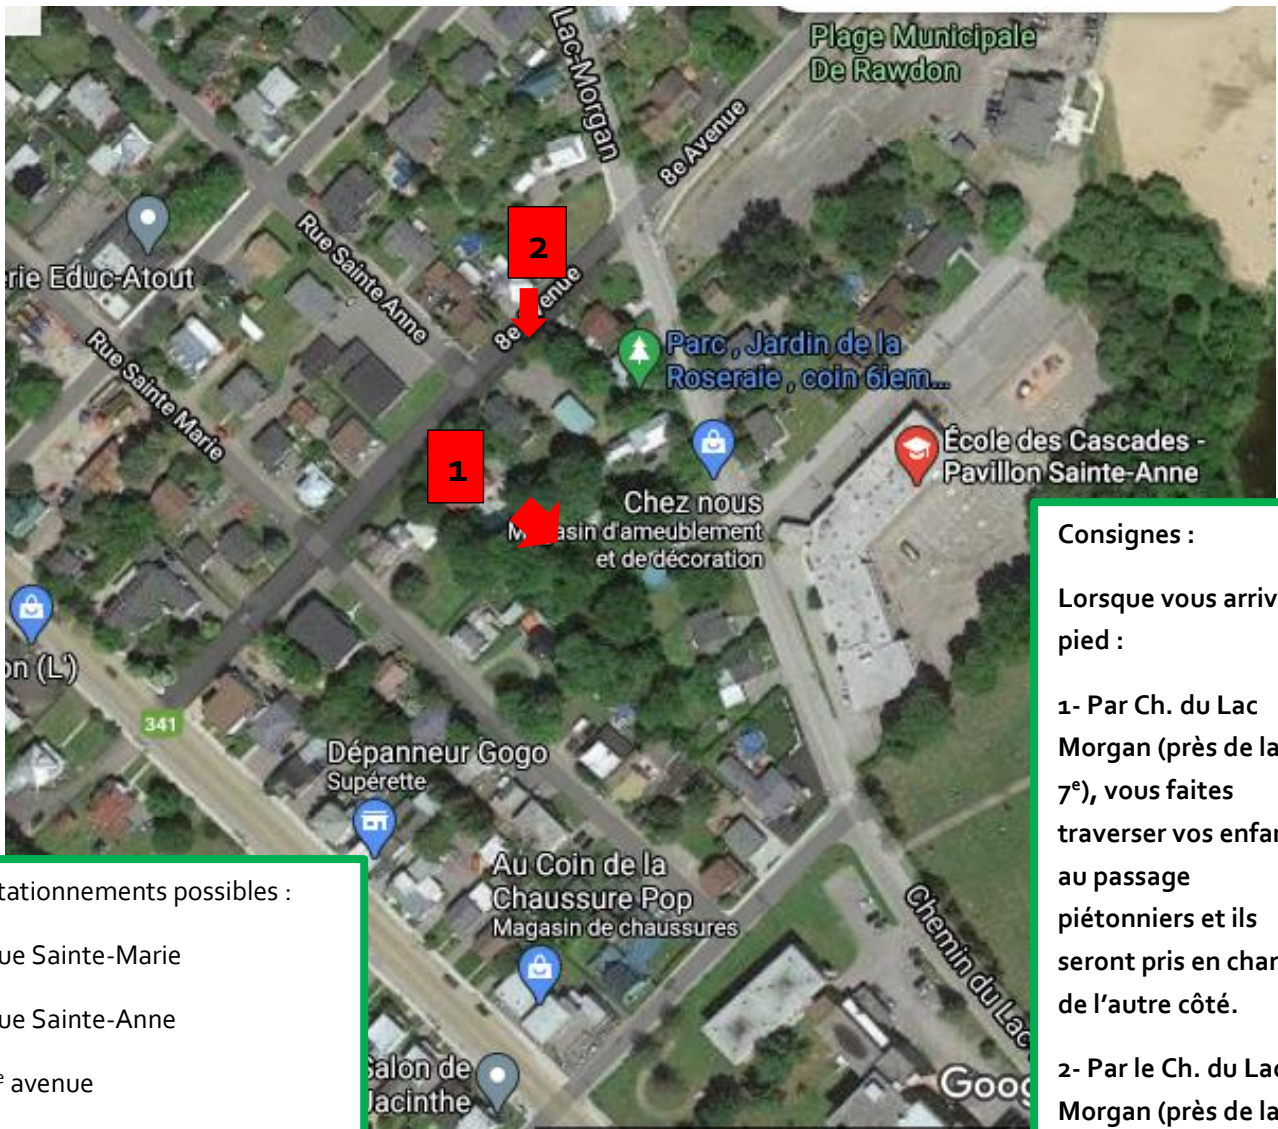 Plage Municipale
De Rawdon
Lac-Morgan
8e Avenue
2
Rue Sainte Anne
8e Avenue
rie Educ-Atout
Rue Sainte Marie
Parc, Jardin de la
Roseraie, coin 6iem...
1
École des Cascades -
Pavillon Sainte-Anne
Chez nous
Magasin d'ameublement
et de décoration
on (L')
341
Dépanneur Gogo
Supérette
Au Coin de la
Chaussure Pop
Magasin de chaussures
Chemin du Lac
Salon de
Jacinthe
Goog
tationnements possibles :
ue Sainte-Marie
ue Sainte-Anne
e avenue
Consignes :
Lorsque vous arriv
pied :
1- Par Ch. du Lac
Morgan (près de la
7e), vous faites
traverser vos enfan
au passage
piétonniers et ils
seront pris en char
de l'autre côté.
2- Par le Ch. du Lac
Morgan (près de la